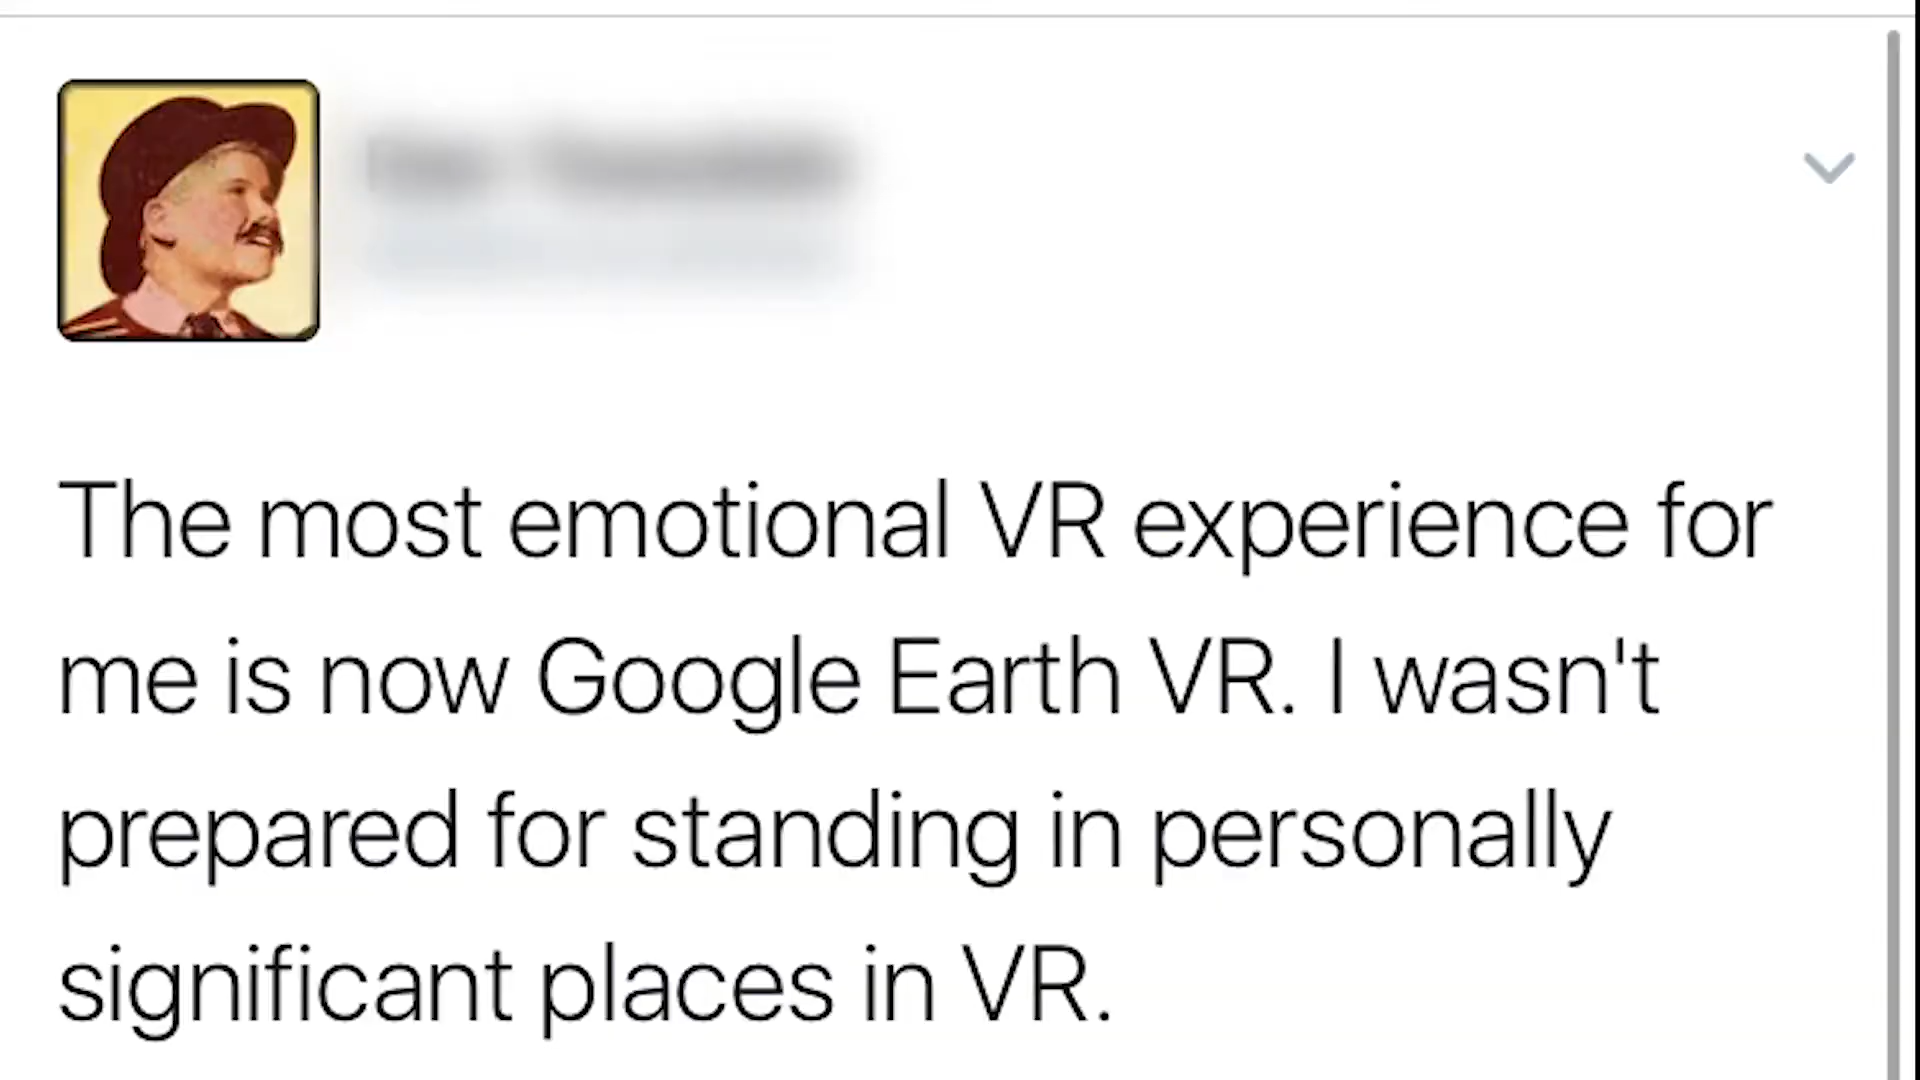 The most emotional VR experience for
me is now Google Earth VR. I wasn't
prepared for standing in personally
significant places in VR.